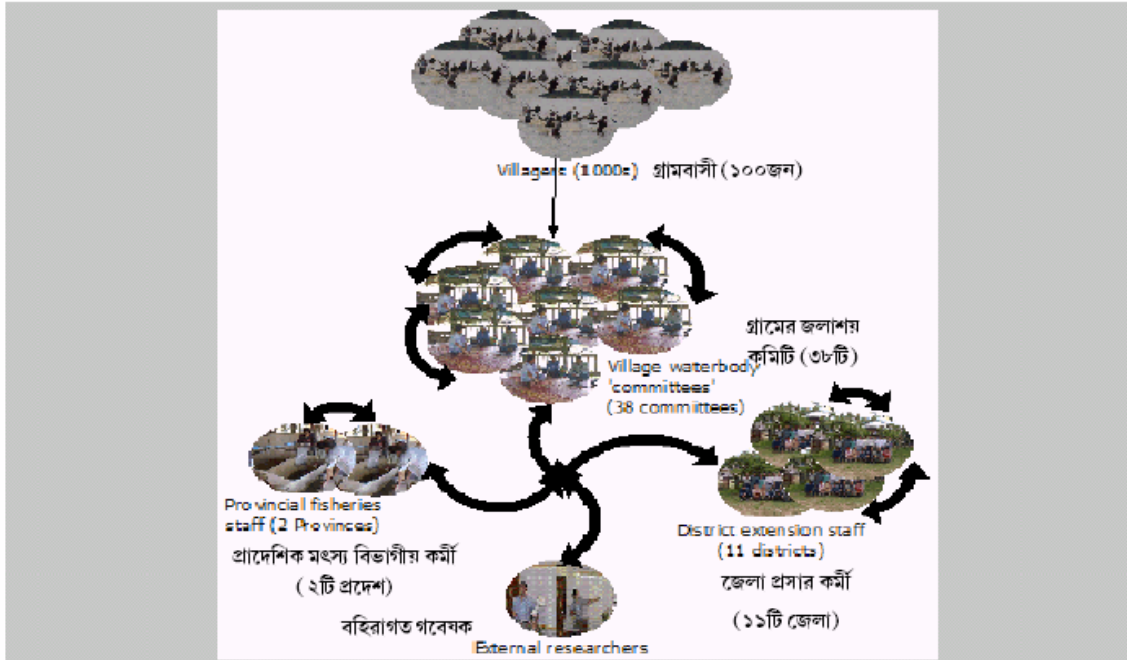 Villagers (1000s) গ্রামবাসী (১০০জন)
গ্রামের জলাশয়
কমিটি (৩৮টি)
Village waterbody
'committees'
(38 committees)
Provincial fisheries
staff (2 Provinces)
প্রাদেশিক মৎস্য বিভাগীয় কর্মী
(২টি প্রদেশ)
District extension staff
(11 districts)
জেলা প্রসার কর্মী
(১১টি জেলা)
বহিরাগত গবেষক
External researchers